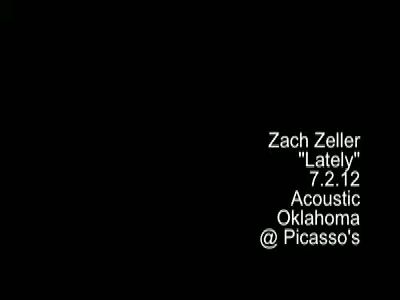 Zach Zeller
"Lately"
7.2.12
Acoustic
Oklahoma
@ Picasso's